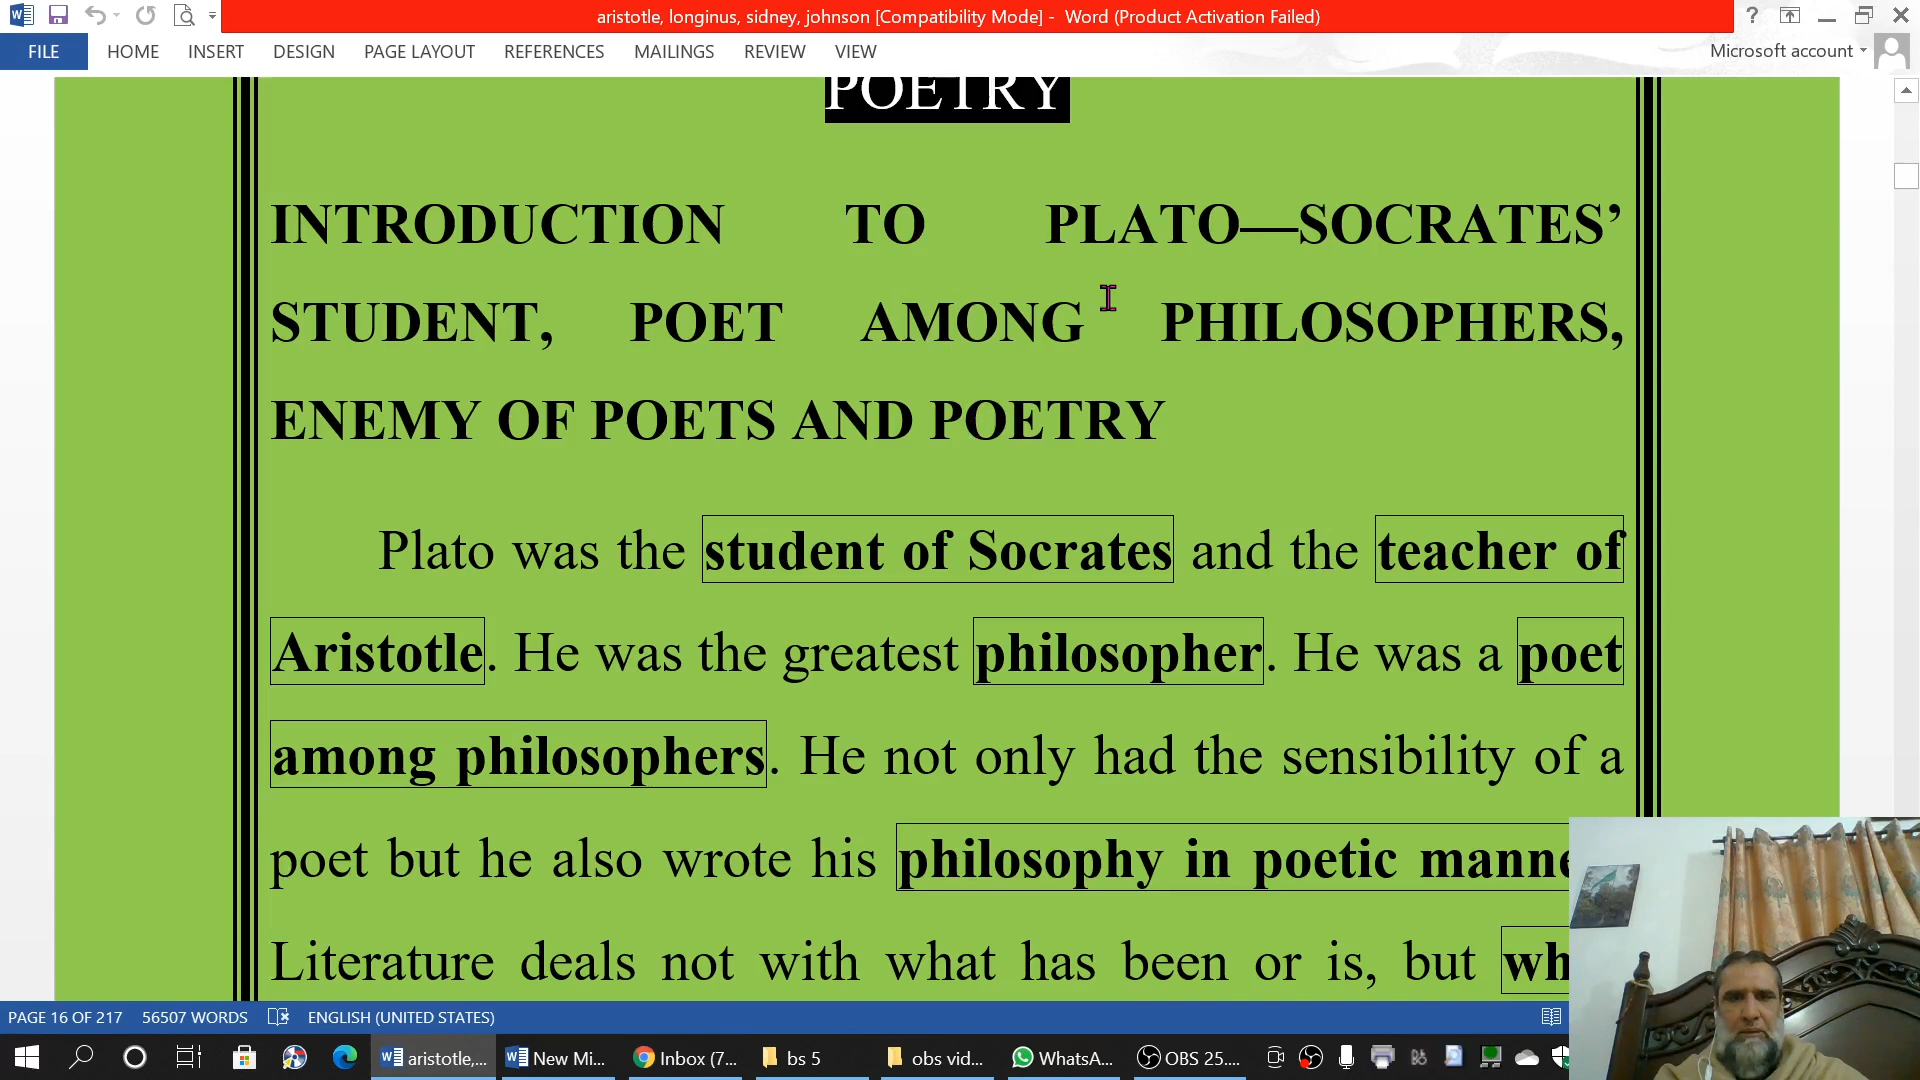 aristotle, longinus, sidney, johnson [Compatibility Mode] - Word (Product Activation Failed)
FILE HOME INSERT DESIGN PAGE LAYOUT REFERENCES MAILINGS REVIEW VIEW Microsoft account
POETRY
INTRODUCTION TO PLATO—SOCRATES’
STUDENT, POET AMONG PHILOSOPHERS,
ENEMY OF POETS AND POETRY
Plato was the student of Socrates and the teacher of
Aristotle. He was the greatest philosopher. He was a poet
among philosophers. He not only had the sensibility of a
poet but he also wrote his philosophy in poetic manne
Literature deals not with what has been or is, but wh
PAGE 16 OF 217 56507 WORDS ENGLISH (UNITED STATES)
aristotle,... New Mi... Inbox (7... bs 5 obs vid... WhatsA... OBS 25....